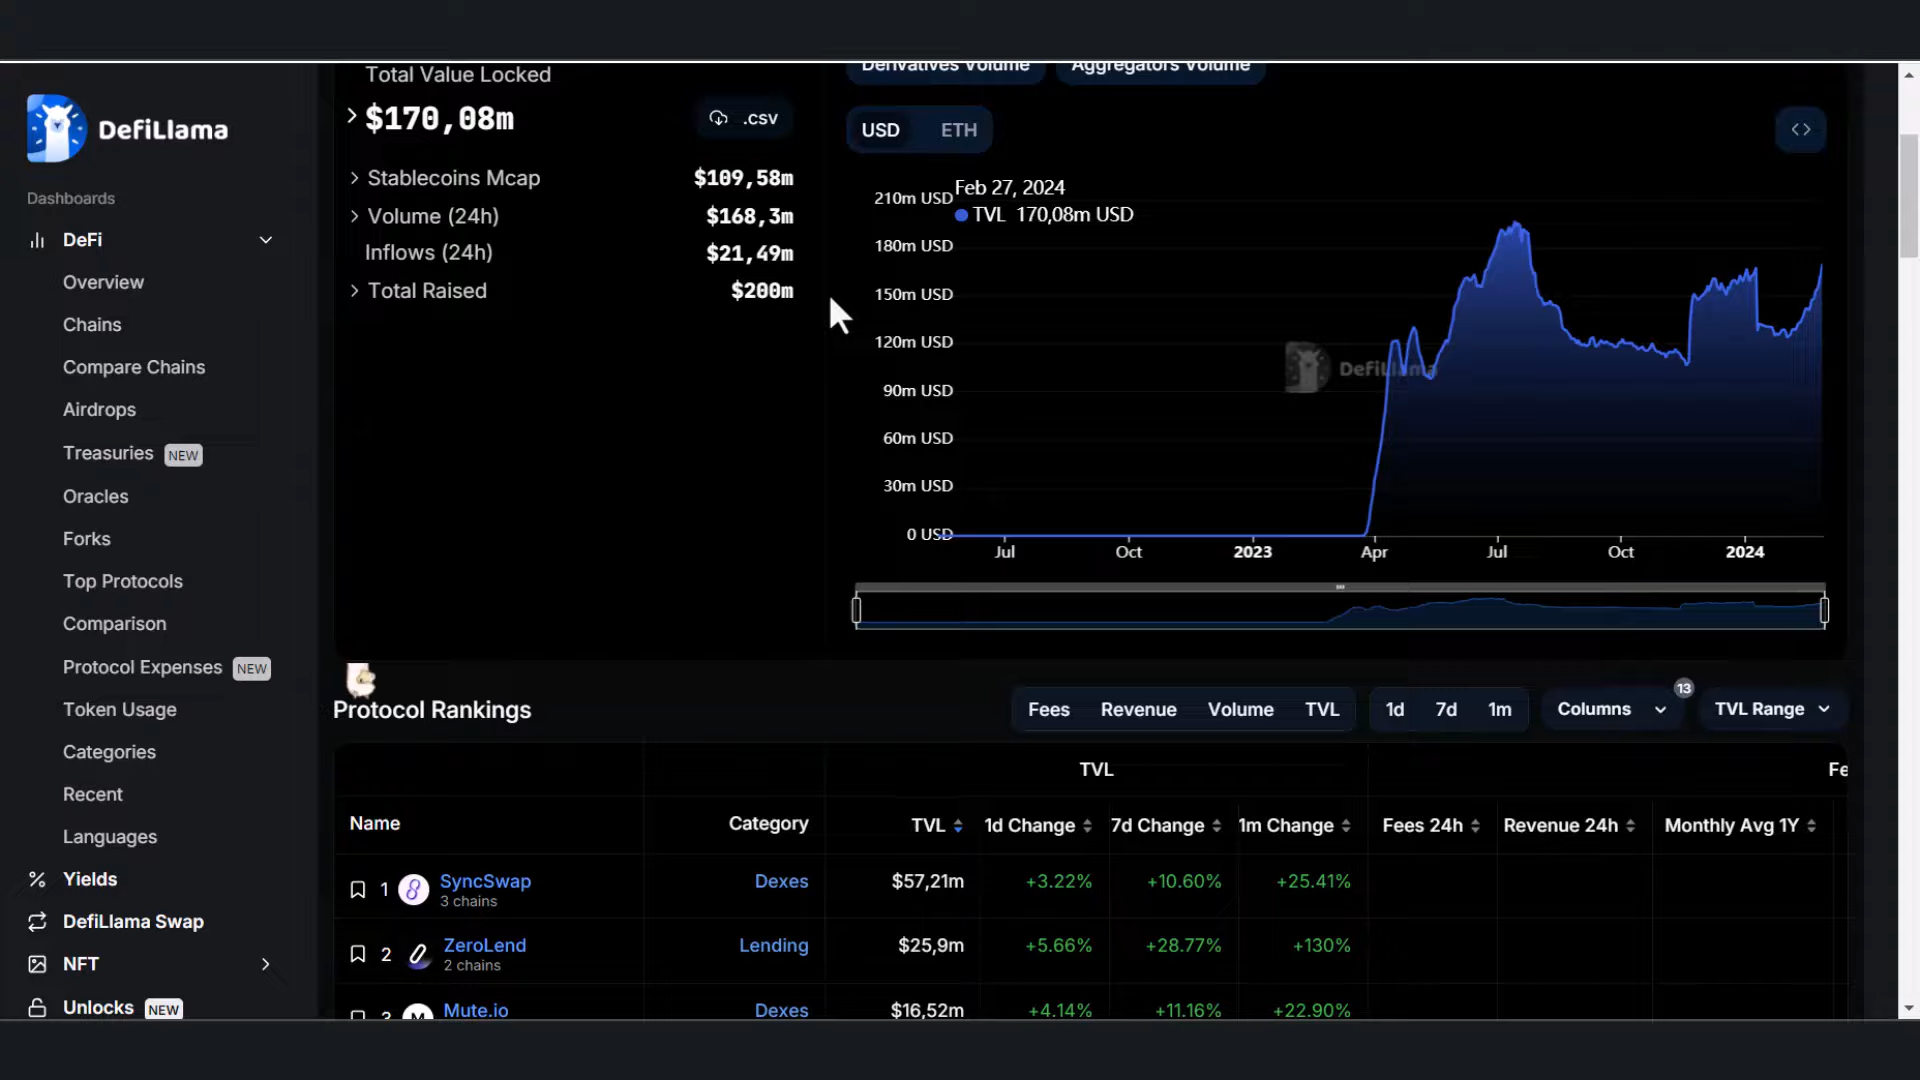 DefiLlama
Dashboards
DeFi
Overview
Chains
Compare Chains
Airdrops
Treasuries NEW
Oracles
Forks
Top Protocols
Comparison
Protocol Expenses NEW
Token Usage
Categories
Recent
Languages
Yields
DefiLlama Swap
NFT
Unlocks NEW
Total Value Locked
$170,08m
.csv
Stablecoins Mcap $109,58m
Volume (24h) $168,3m
Inflows (24h) $21,49m
Total Raised $200m
Derivatives Volume Aggregators Volume
USD ETH
Feb 27, 2024
TVL 170,08m USD
210m USD
180m USD
150m USD
120m USD
90m USD
60m USD
30m USD
0 USD
DefiLlama
Jul Oct 2023 Apr Jul Oct 2024
Protocol Rankings
Fees Revenue Volume TVL
1d 7d 1m
Columns 13
TVL Range
TVL Fe
Name Category TVL 1d Change 7d Change 1m Change Fees 24h Revenue 24h Monthly Avg 1Y
1 SyncSwap Dexes $57,21m +3.22% +10.60% +25.41%
3 chains
2 ZeroLend Lending $25,9m +5.66% +28.77% +130%
2 chains
3 Mute.io Dexes $16,52m +4.14% +11.16% +22.90%